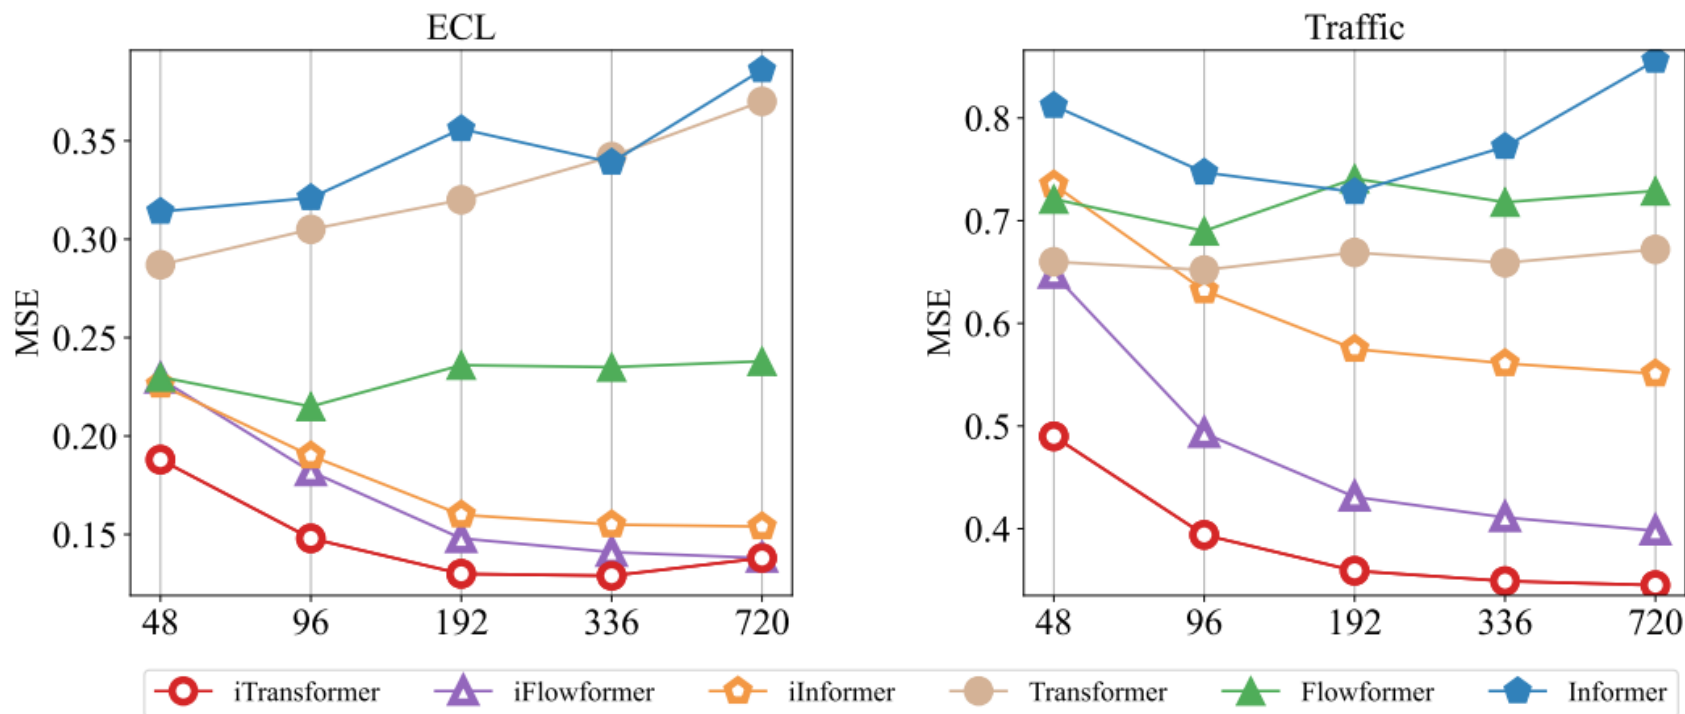 ECL
MSE
0.35
0.30
0.25
0.20
0.15
48 96 192 336 720
Traffic
MSE
0.8
0.7
0.6
0.5
0.4
48 96 192 336 720
iTransformer iFlowformer iInformer Transformer Flowformer Informer